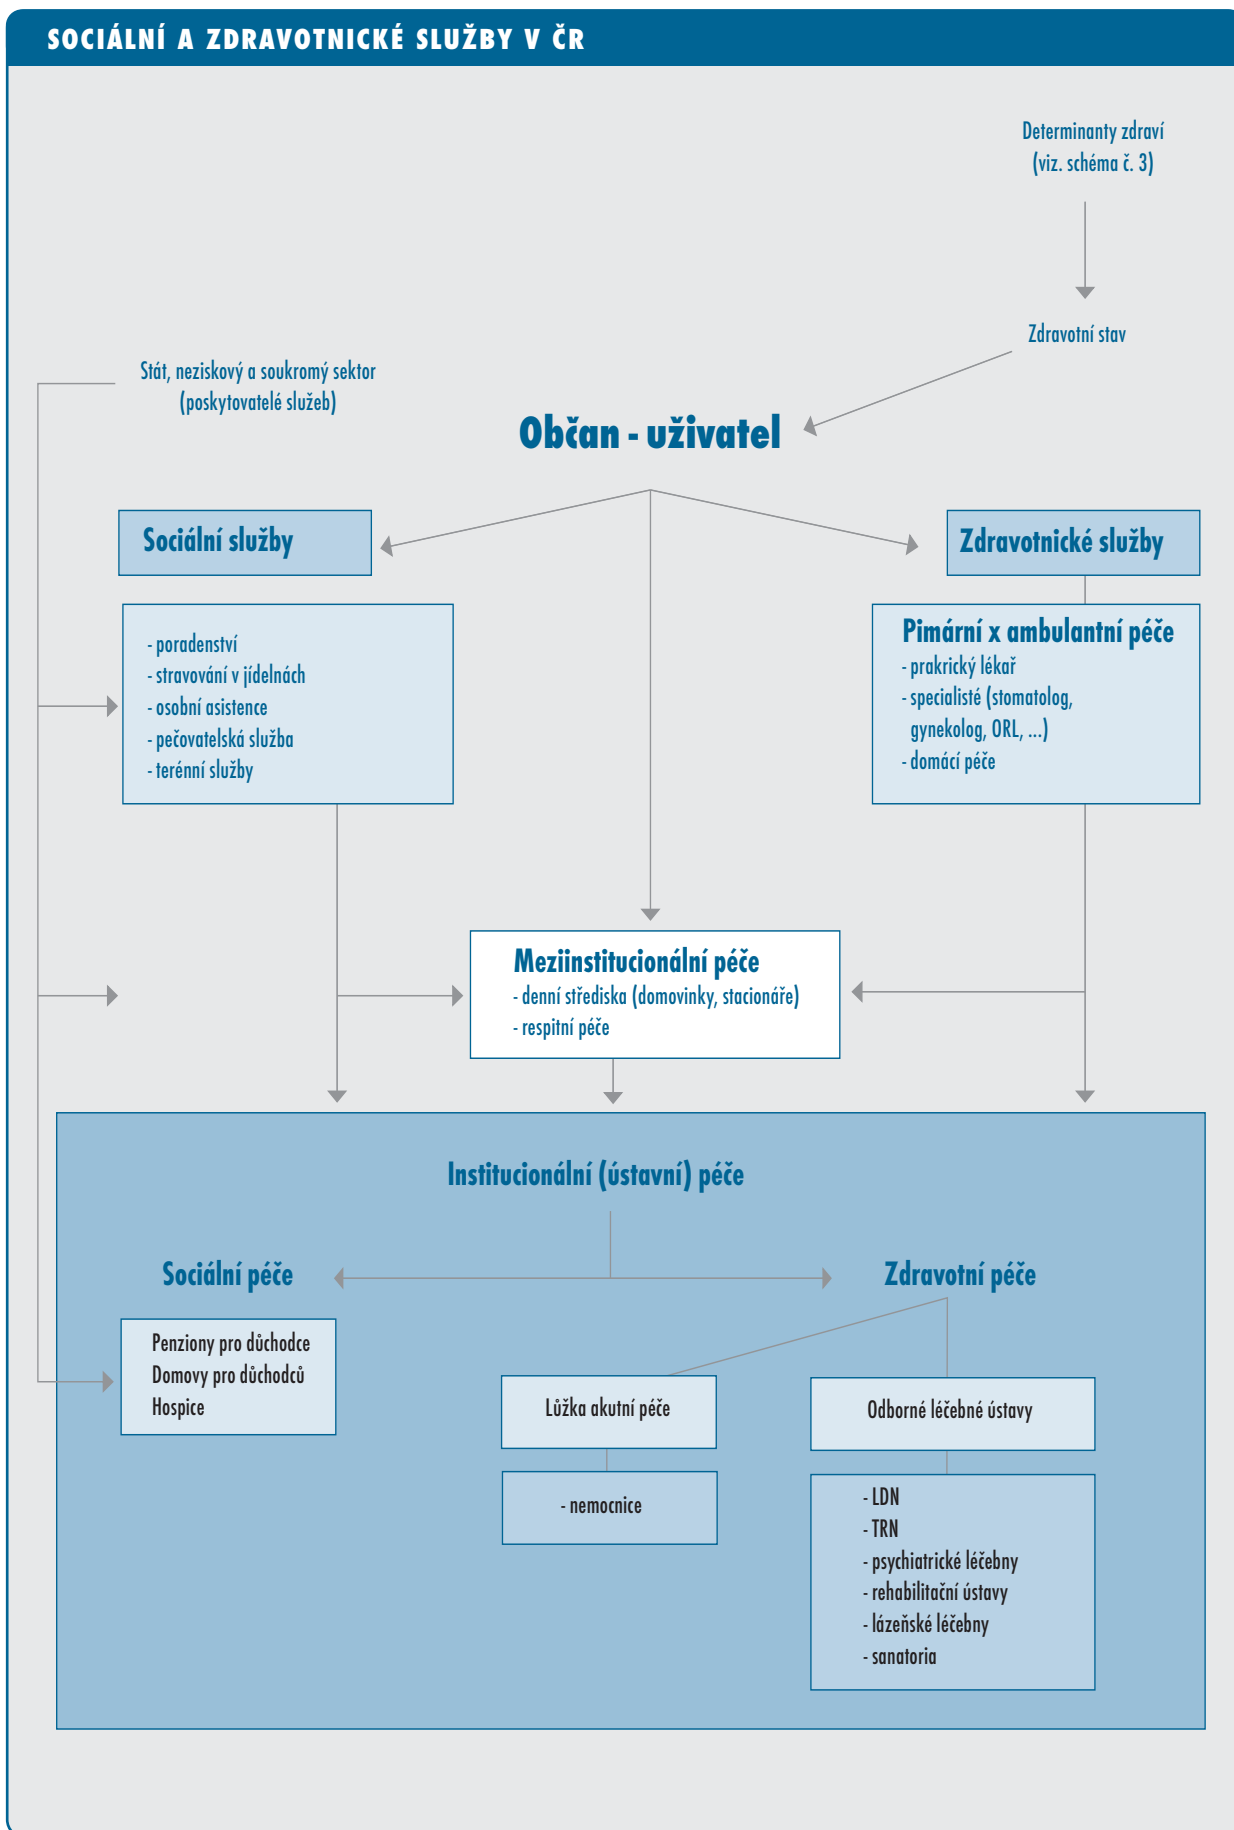 SOCIÁLNÍ A ZDRAVOTNICKÉ SLUŽBY V ČR
Determinanty zdraví
(viz. schéma č. 3)
Zdravotní stav
Stát, neziskový a soukromý sektor
(poskytovatelé služeb)
Občan - uživatel
Sociální služby
Zdravotnické služby
- poradenství
- stravování v jídelnách
- osobní asistence
- pečovatelská služba
- terénní služby
Pimární x ambulantní péče
- prakrický lékař
- specialisté (stomatolog,
gynekolog, ORL, ...)
- domácí péče
Meziinstitucionální péče
- denní střediska (domovinky, stacionáře)
- respitní péče
Institucionální (ústavní) péče
Sociální péče
Zdravotní péče
Penziony pro důchodce
Domovy pro důchodců
Hospice
Lůžka akutní péče
- nemocnice
Odborné léčebné ústavy
- LDN
- TRN
- psychiatrické léčebny
- rehabilitační ústavy
- lázeňské léčebny
- sanatoria